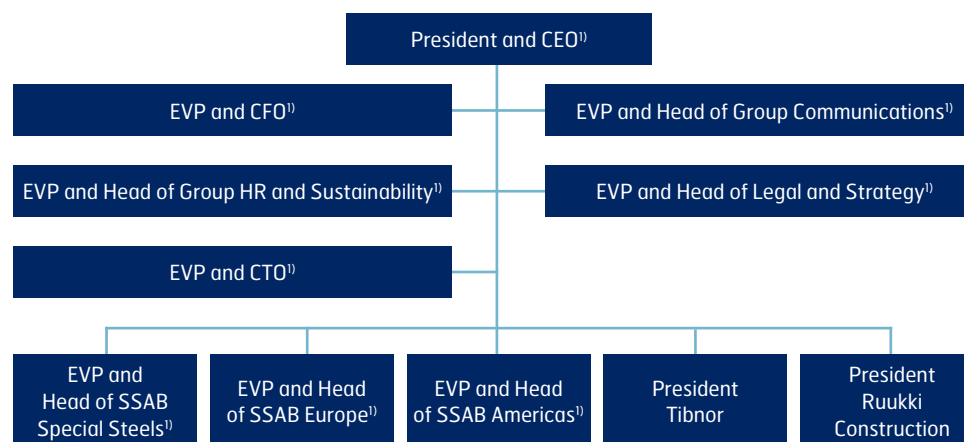 President and CEO¹⁾
EVP and CFO¹⁾
EVP and Head of Group Communications¹⁾
EVP and Head of Group HR and Sustainability¹⁾
EVP and Head of Legal and Strategy¹⁾
EVP and CTO¹⁾
EVP and
Head of SSAB
Special Steels¹⁾
EVP and Head
of SSAB Europe¹⁾
EVP and Head
of SSAB Americas¹⁾
President
Tibnor
President
Ruukki
Construction